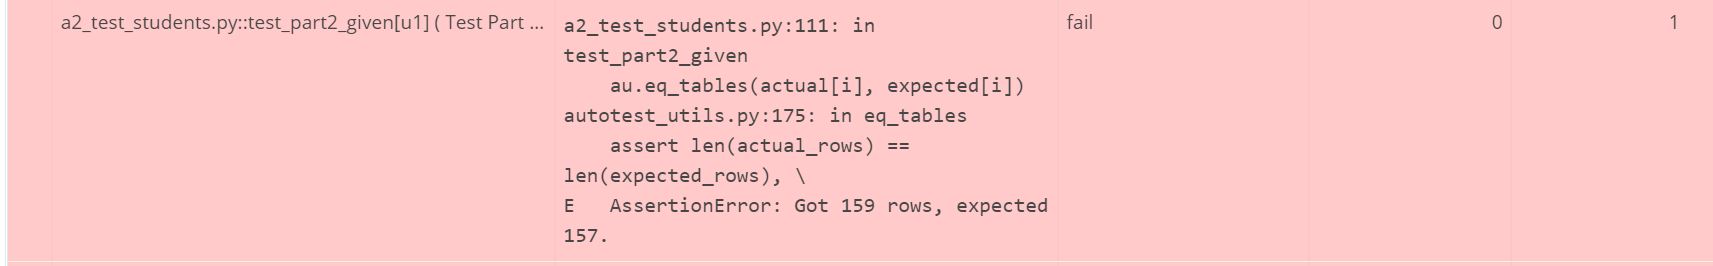 a2_test_students.py::test_part2_given[u1] ( Test Part ...
a2_test_students.py:111: in
test_part2_given
    au.eq_tables(actual[i], expected[i])
autotest_utils.py:175: in eq_tables
    assert len(actual_rows) ==
len(expected_rows), \
E   AssertionError: Got 159 rows, expected
157.
fail
0
1